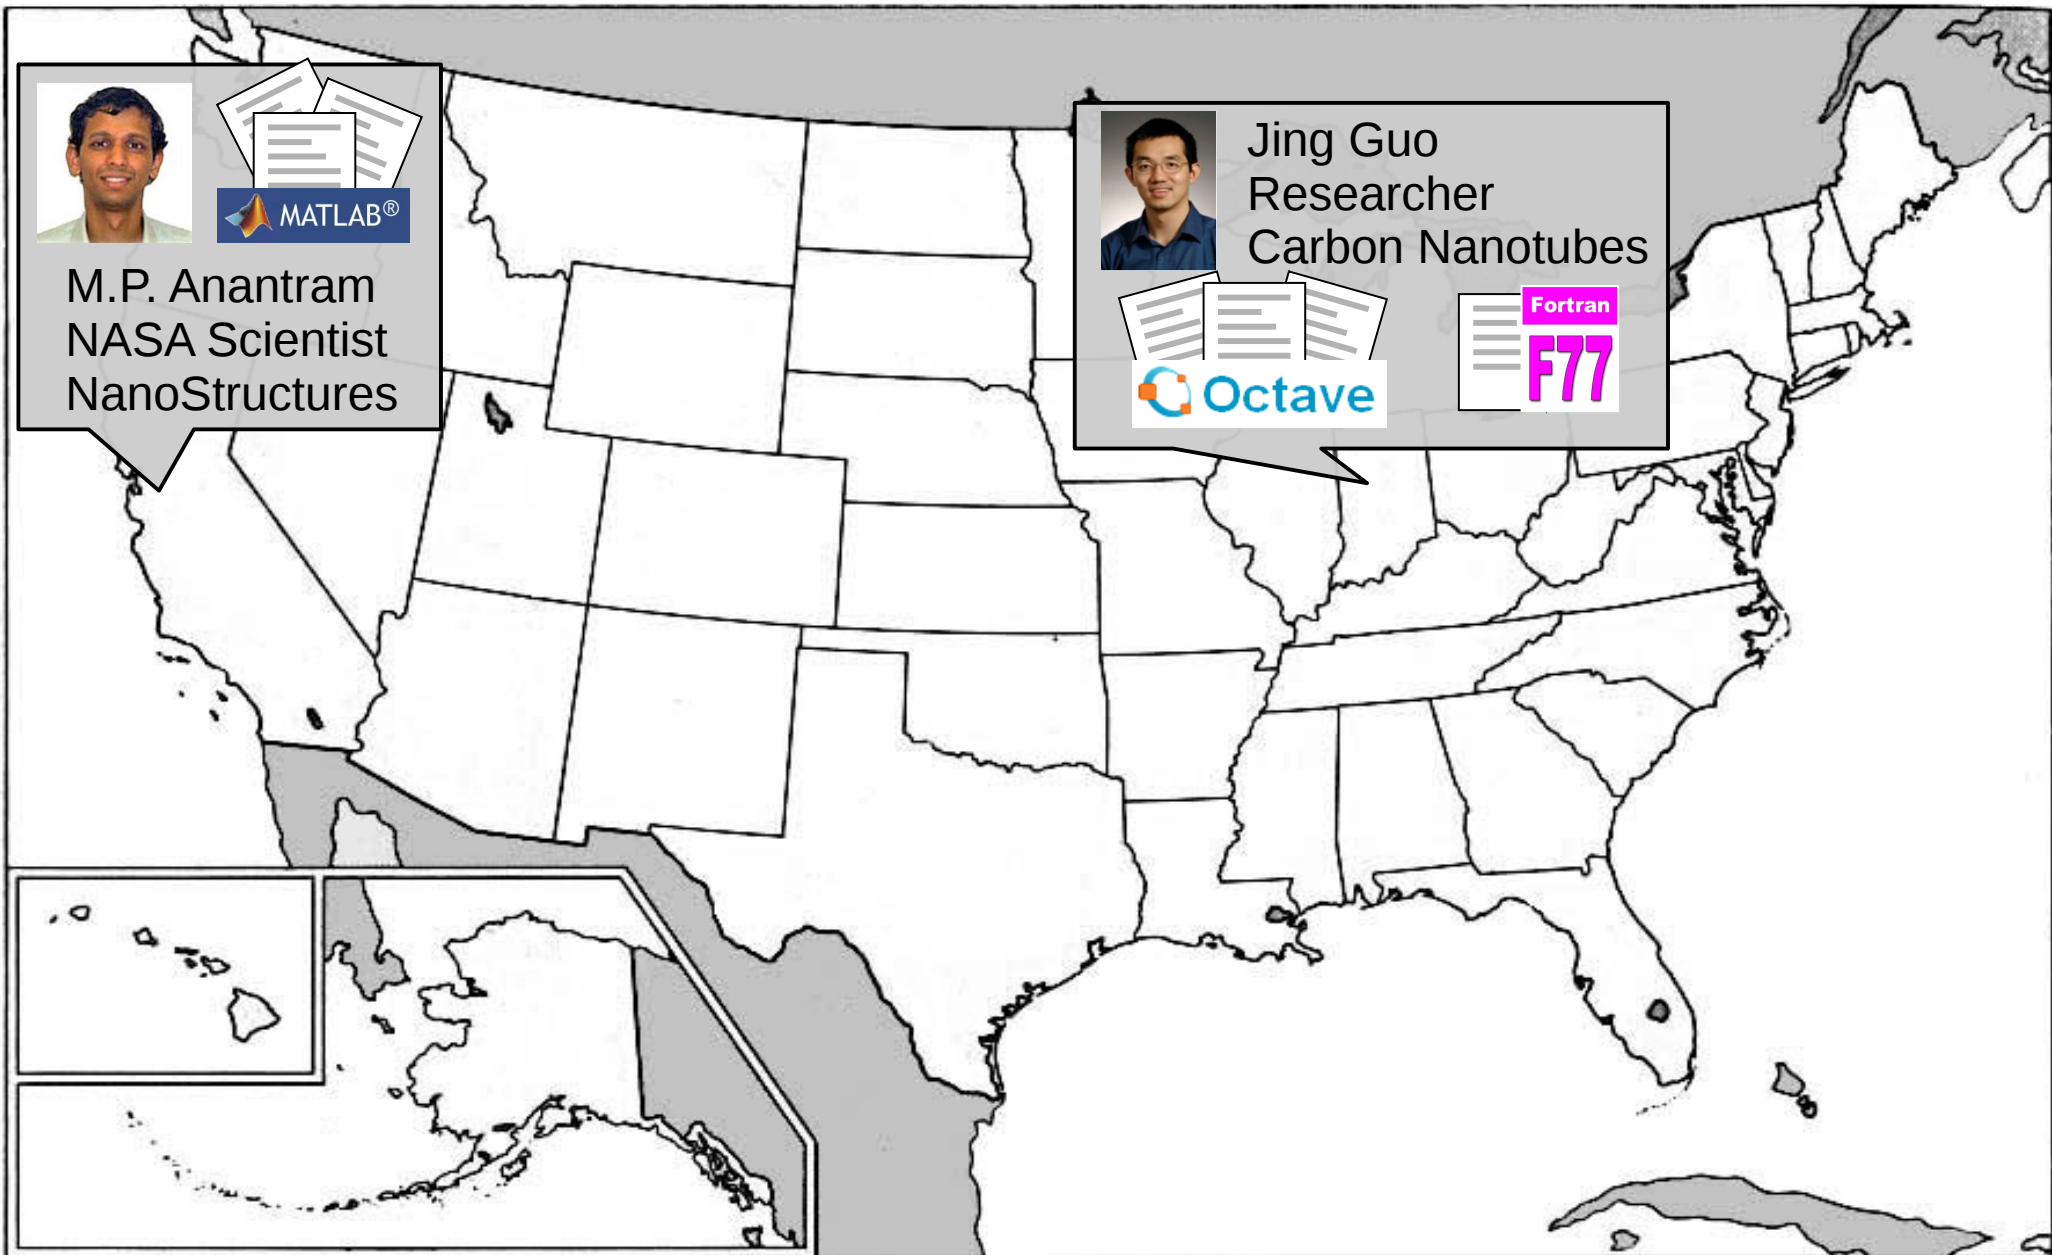 MATLAB®
M.P. Anantram
NASA Scientist
NanoStructures
Jing Guo
Researcher
Carbon Nanotubes
Octave
Fortran
F77